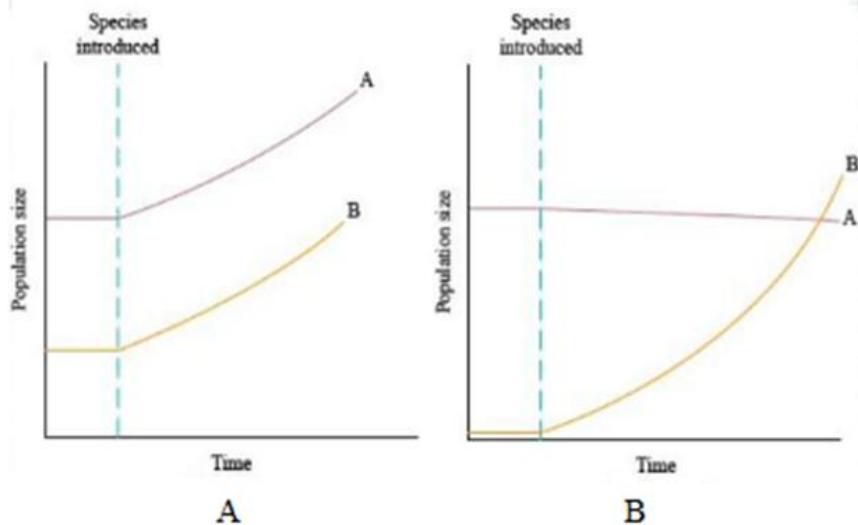 Species
introduced
A
B
Population size
Time
A
Species
introduced
B
A
Population size
Time
B